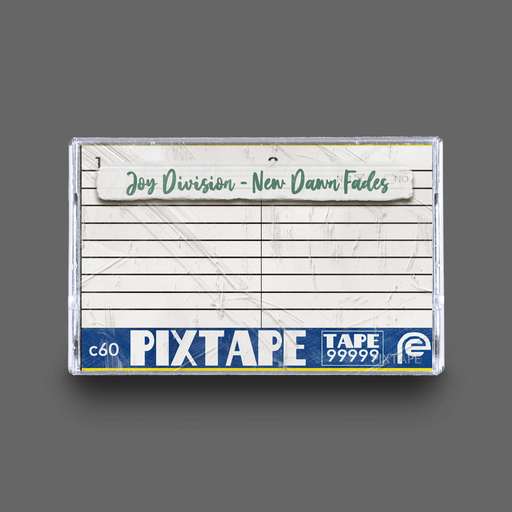 1 2
Joy Division - New Dawn Fades
NO
c60 PIXTAPE TAPE
99999
PIXTAPE